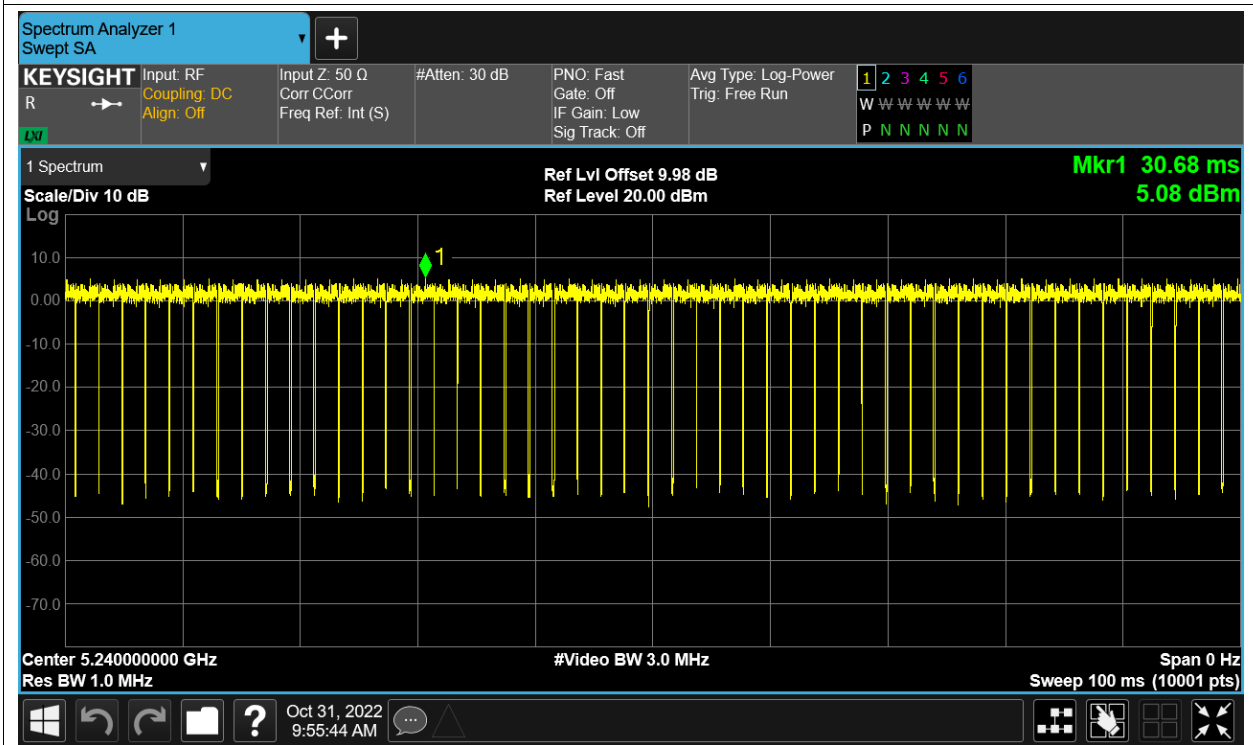 Spectrum Analyzer 1
Swept SA
KEYSIGHT
R
LXI
Input: RF
Coupling: DC
Align: Off
Input Z: 50 Ω
Corr CCorr
Freq Ref: Int (S)
#Atten: 30 dB
PNO: Fast
Gate: Off
IF Gain: Low
Sig Track: Off
Avg Type: Log-Power
Trig: Free Run
1 2 3 4 5 6
W W W W W W
P N N N N N
1 Spectrum
Scale/Div 10 dB
Ref Lvl Offset 9.98 dB
Ref Level 20.00 dBm
Mkr1 30.68 ms
5.08 dBm
Log
1
10.0
0.00
-10.0
-20.0
-30.0
-40.0
-50.0
-60.0
-70.0
Center 5.240000000 GHz
Res BW 1.0 MHz
#Video BW 3.0 MHz
Span 0 Hz
Sweep 100 ms (10001 pts)
?
Oct 31, 2022
9:55:44 AM